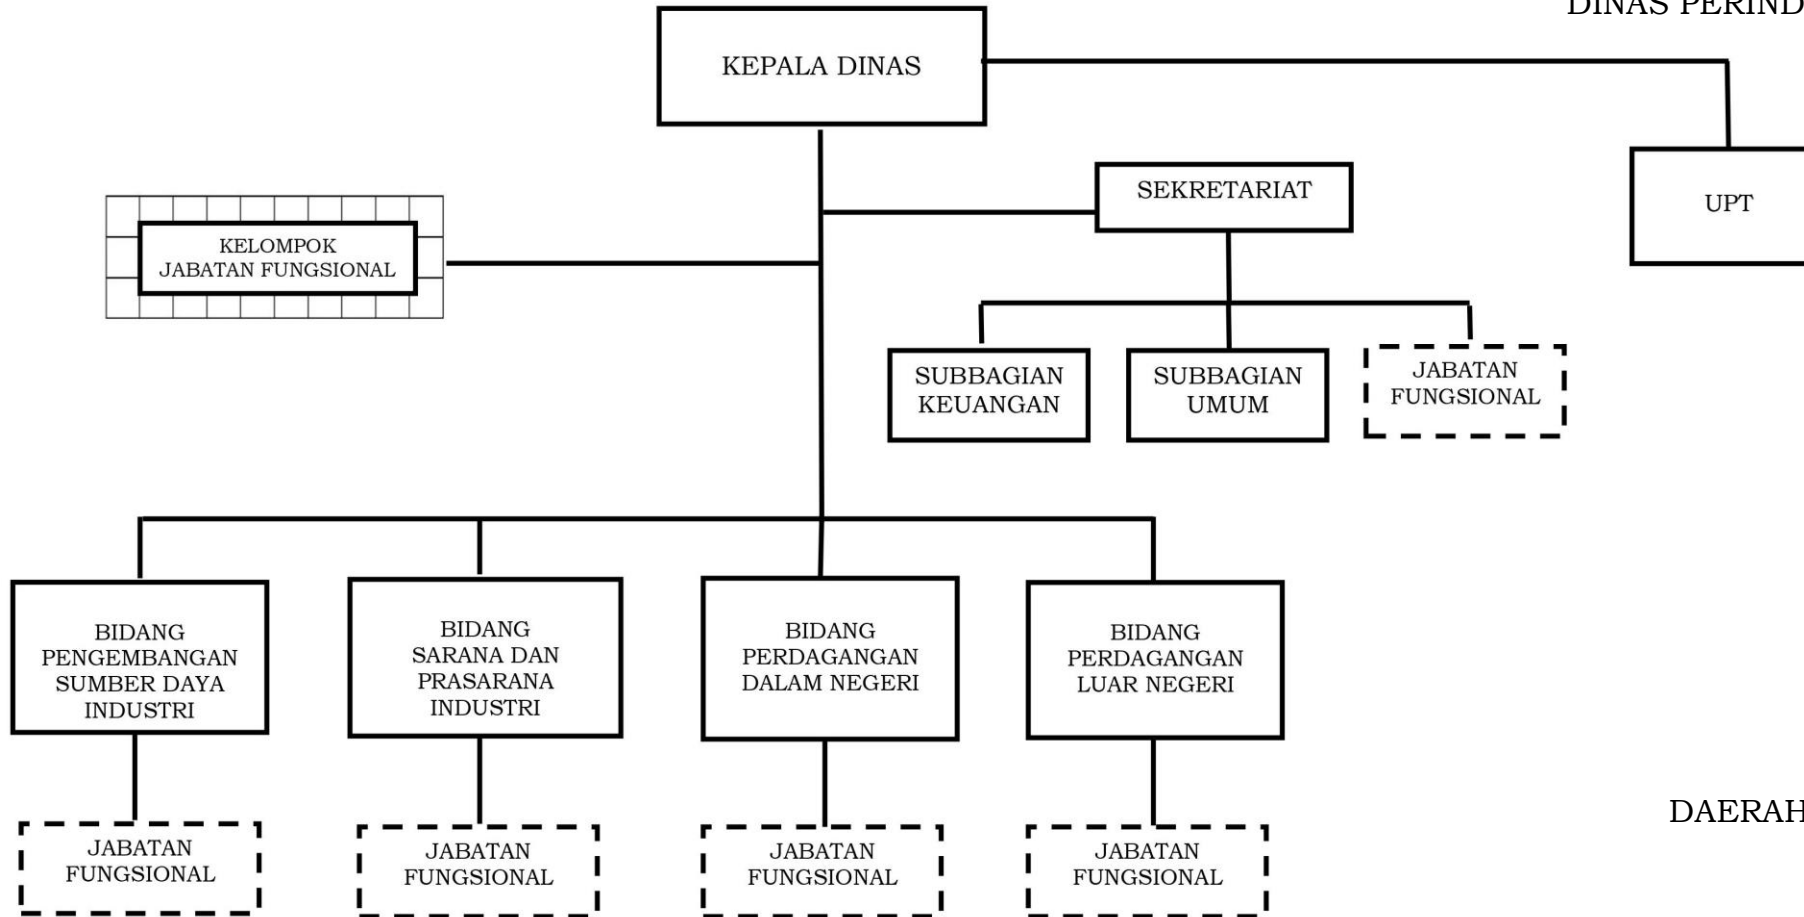 DINAS PERIND
KEPALA DINAS
SEKRETARIAT
UPT
KELOMPOK
JABATAN FUNGSIONAL
SUBBAGIAN
KEUANGAN
SUBBAGIAN
UMUM
JABATAN
FUNGSIONAL
BIDANG
PENGEMBANGAN
SUMBER DAYA
INDUSTRI
BIDANG
SARANA DAN
PRASARANA
INDUSTRI
BIDANG
PERDAGANGAN
DALAM NEGERI
BIDANG
PERDAGANGAN
LUAR NEGERI
DAERAH
JABATAN
FUNGSIONAL
JABATAN
FUNGSIONAL
JABATAN
FUNGSIONAL
JABATAN
FUNGSIONAL